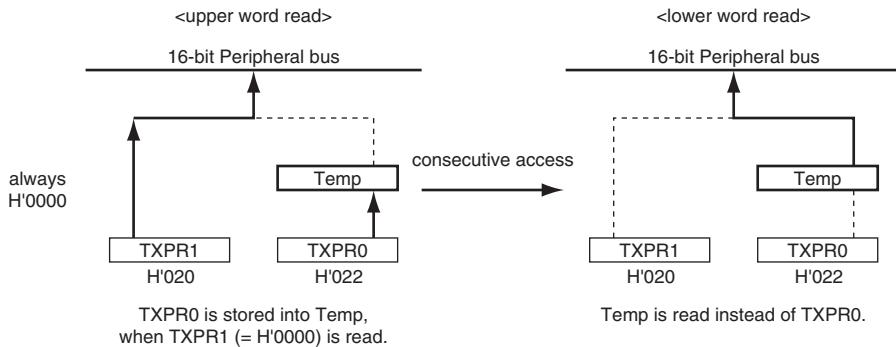 <upper word read>
16-bit Peripheral bus
always
H'0000
Temp
TXPR1
TXPR0
H'020
H'022
TXPR0 is stored into Temp,
when TXPR1 (= H'0000) is read.
consecutive access
<lower word read>
16-bit Peripheral bus
Temp
TXPR1
TXPR0
H'020
H'022
Temp is read instead of TXPR0.